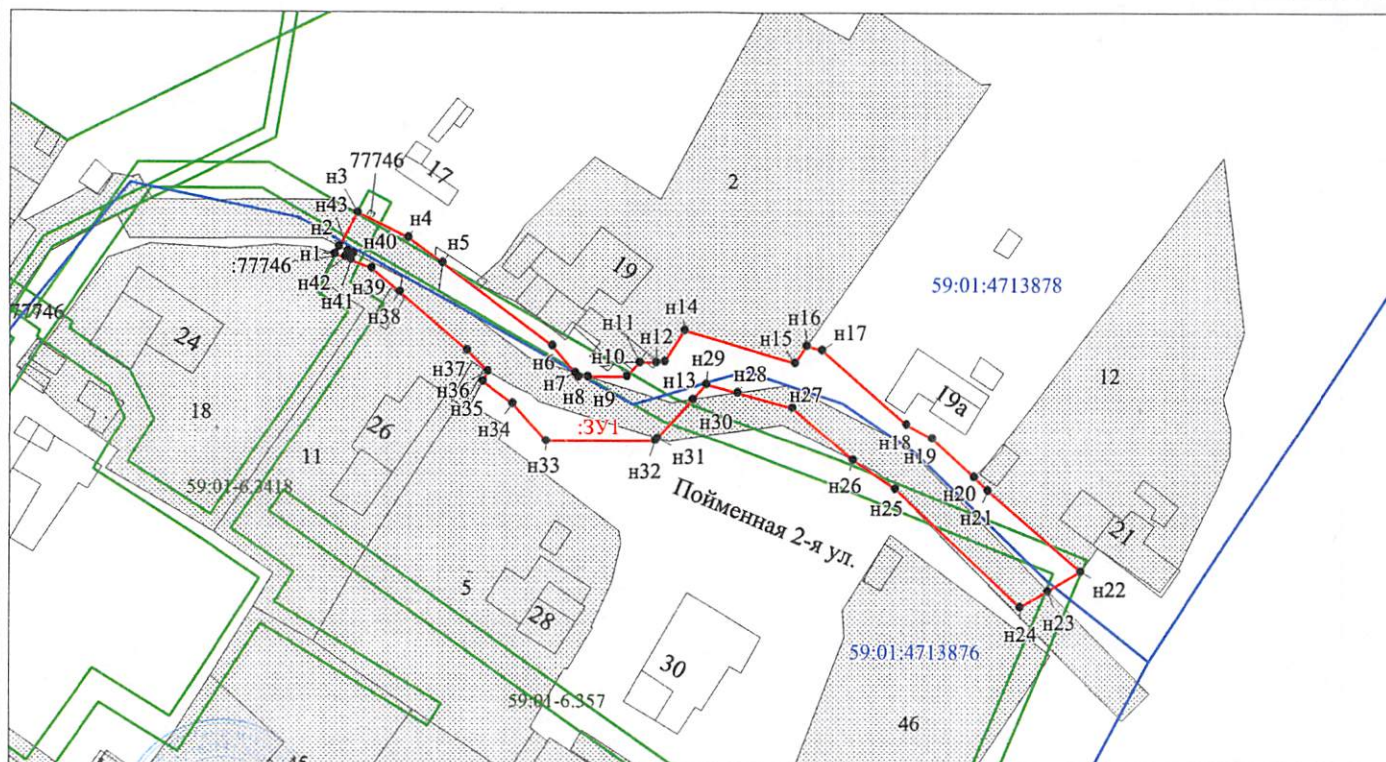 77746
н3
17
2
н43
н4
н2
н40
н5
н1
:77746
19
59:01:4713878
н42
н41
н39
77746
24
н38
н14
н16
н17
н11
н12
н15
12
н10
н29
н28
н6
н13
н27
19а
н37
н7
н8
н9
н36
н35
н30
18
26
н34
:ЗУ1
н18
н19
11
н33
н32
н31
н26
н20
59:01-6.3418
Пойменная 2-я ул.
н25
н21
21
н22
5
28
н24
н23
30
59:01:4713876
59:01-6.357
46